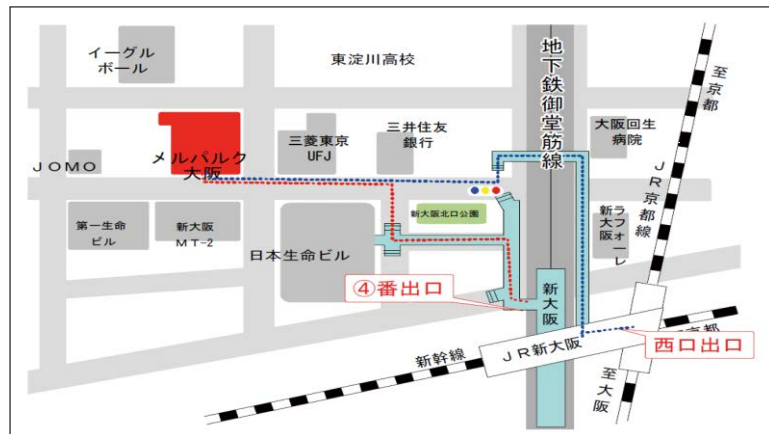 イーグル
ボール
東淀川高校
地下鉄御堂筋線
至京都
大阪回生
病院
三井住友
銀行
三菱東京
UFJ
メルパルク
大阪
JOMO
JR京都線
第一生命
ビル
新大阪
MT-2
新大阪北口公園
ラフォーレ
新大阪
日本生命ビル
④番出口
新大阪
西口出口
JR新大阪
新幹線
至大阪